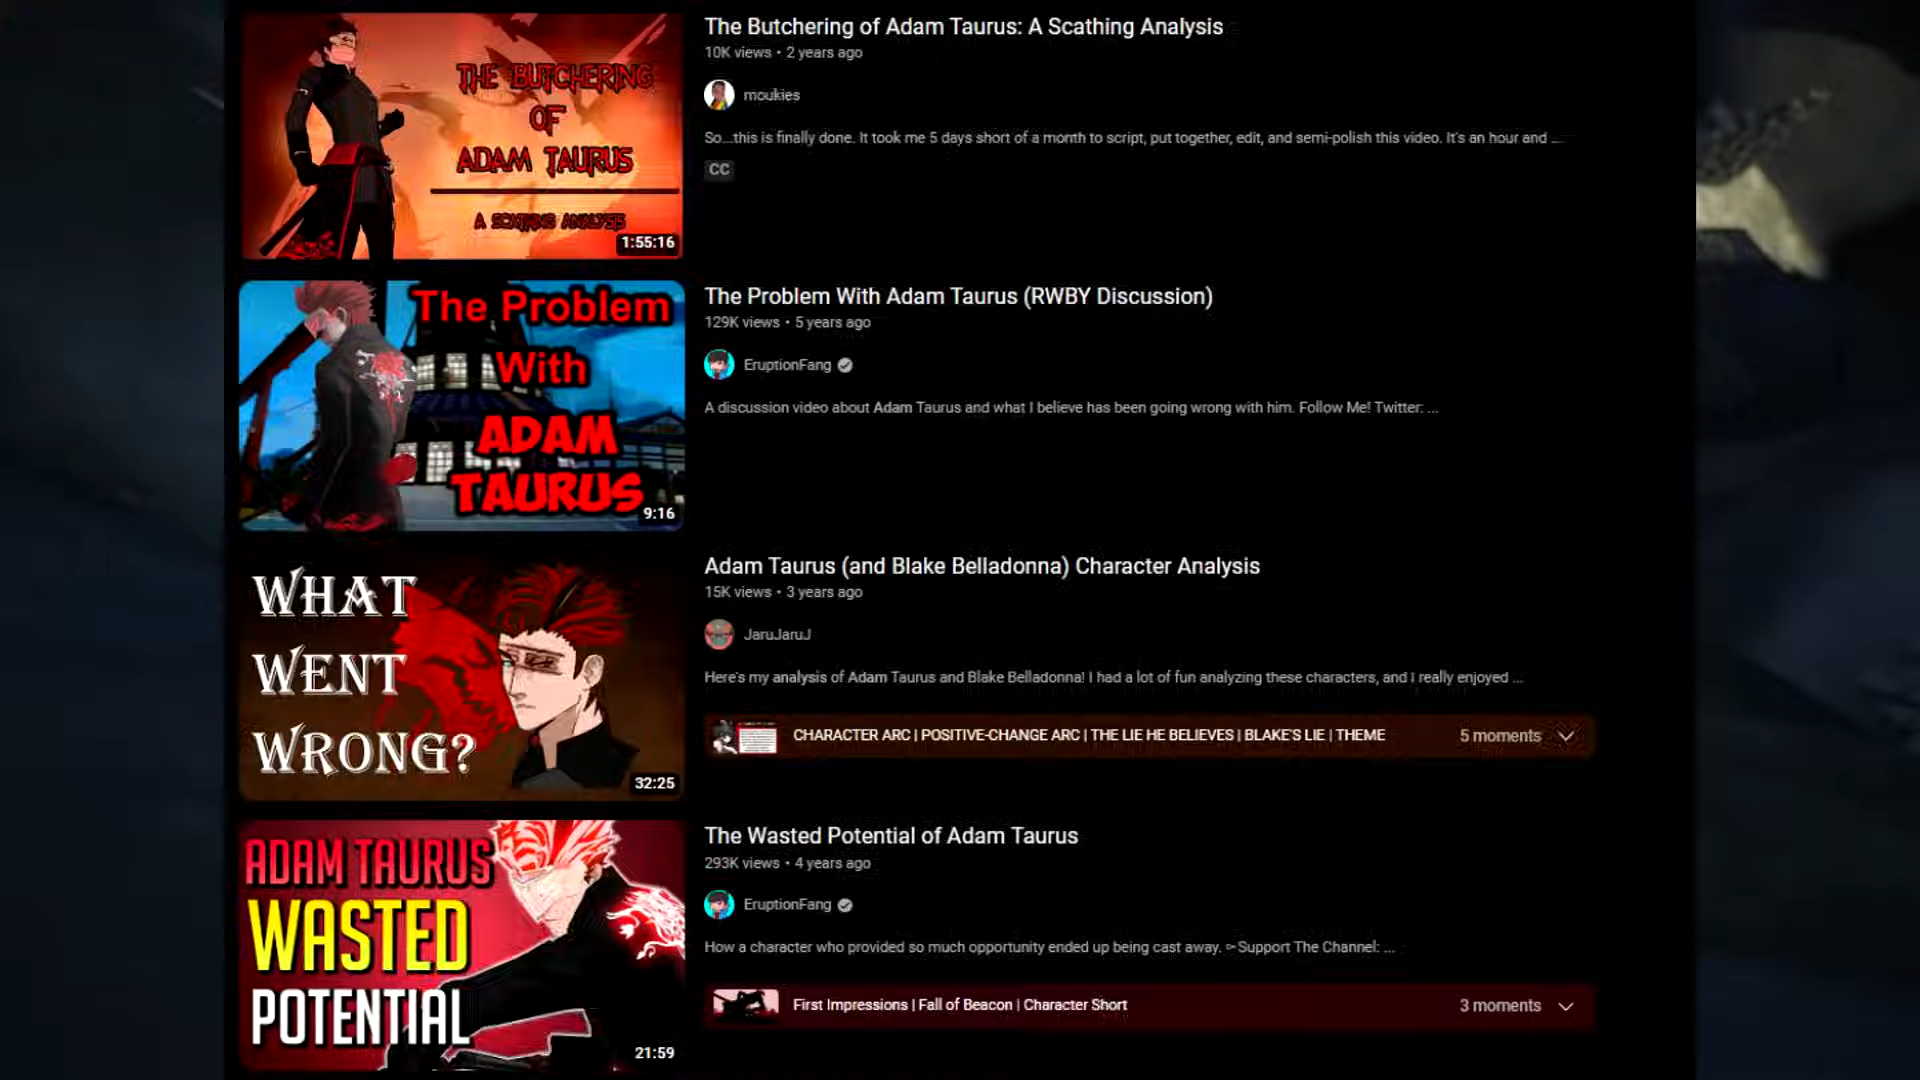 THE BUTCHERING
OF
ADAM TAURUS
A SCATHING ANALYSIS
1:55:16
The Butchering of Adam Taurus: A Scathing Analysis
10K views • 2 years ago
moukies
So...this is finally done. It took me 5 days short of a month to script, put together, edit, and semi-polish this video. It's an hour and ...
CC
The Problem
With
ADAM
TAURUS
9:16
The Problem With Adam Taurus (RWBY Discussion)
129K views • 5 years ago
EruptionFang
A discussion video about Adam Taurus and what I believe has been going wrong with him. Follow Me! Twitter: ...
WHAT
WENT
WRONG?
32:25
Adam Taurus (and Blake Belladonna) Character Analysis
15K views • 3 years ago
JaruJaruJ
Here's my analysis of Adam Taurus and Blake Belladonna! I had a lot of fun analyzing these characters, and I really enjoyed ...
CHARACTER ARC | POSITIVE-CHANGE ARC | THE LIE HE BELIEVES | BLAKE'S LIE | THEME
5 moments
ADAM TAURUS
WASTED
POTENTIAL
21:59
The Wasted Potential of Adam Taurus
293K views • 4 years ago
EruptionFang
How a character who provided so much opportunity ended up being cast away. ➢Support The Channel: ...
First Impressions | Fall of Beacon | Character Short
3 moments